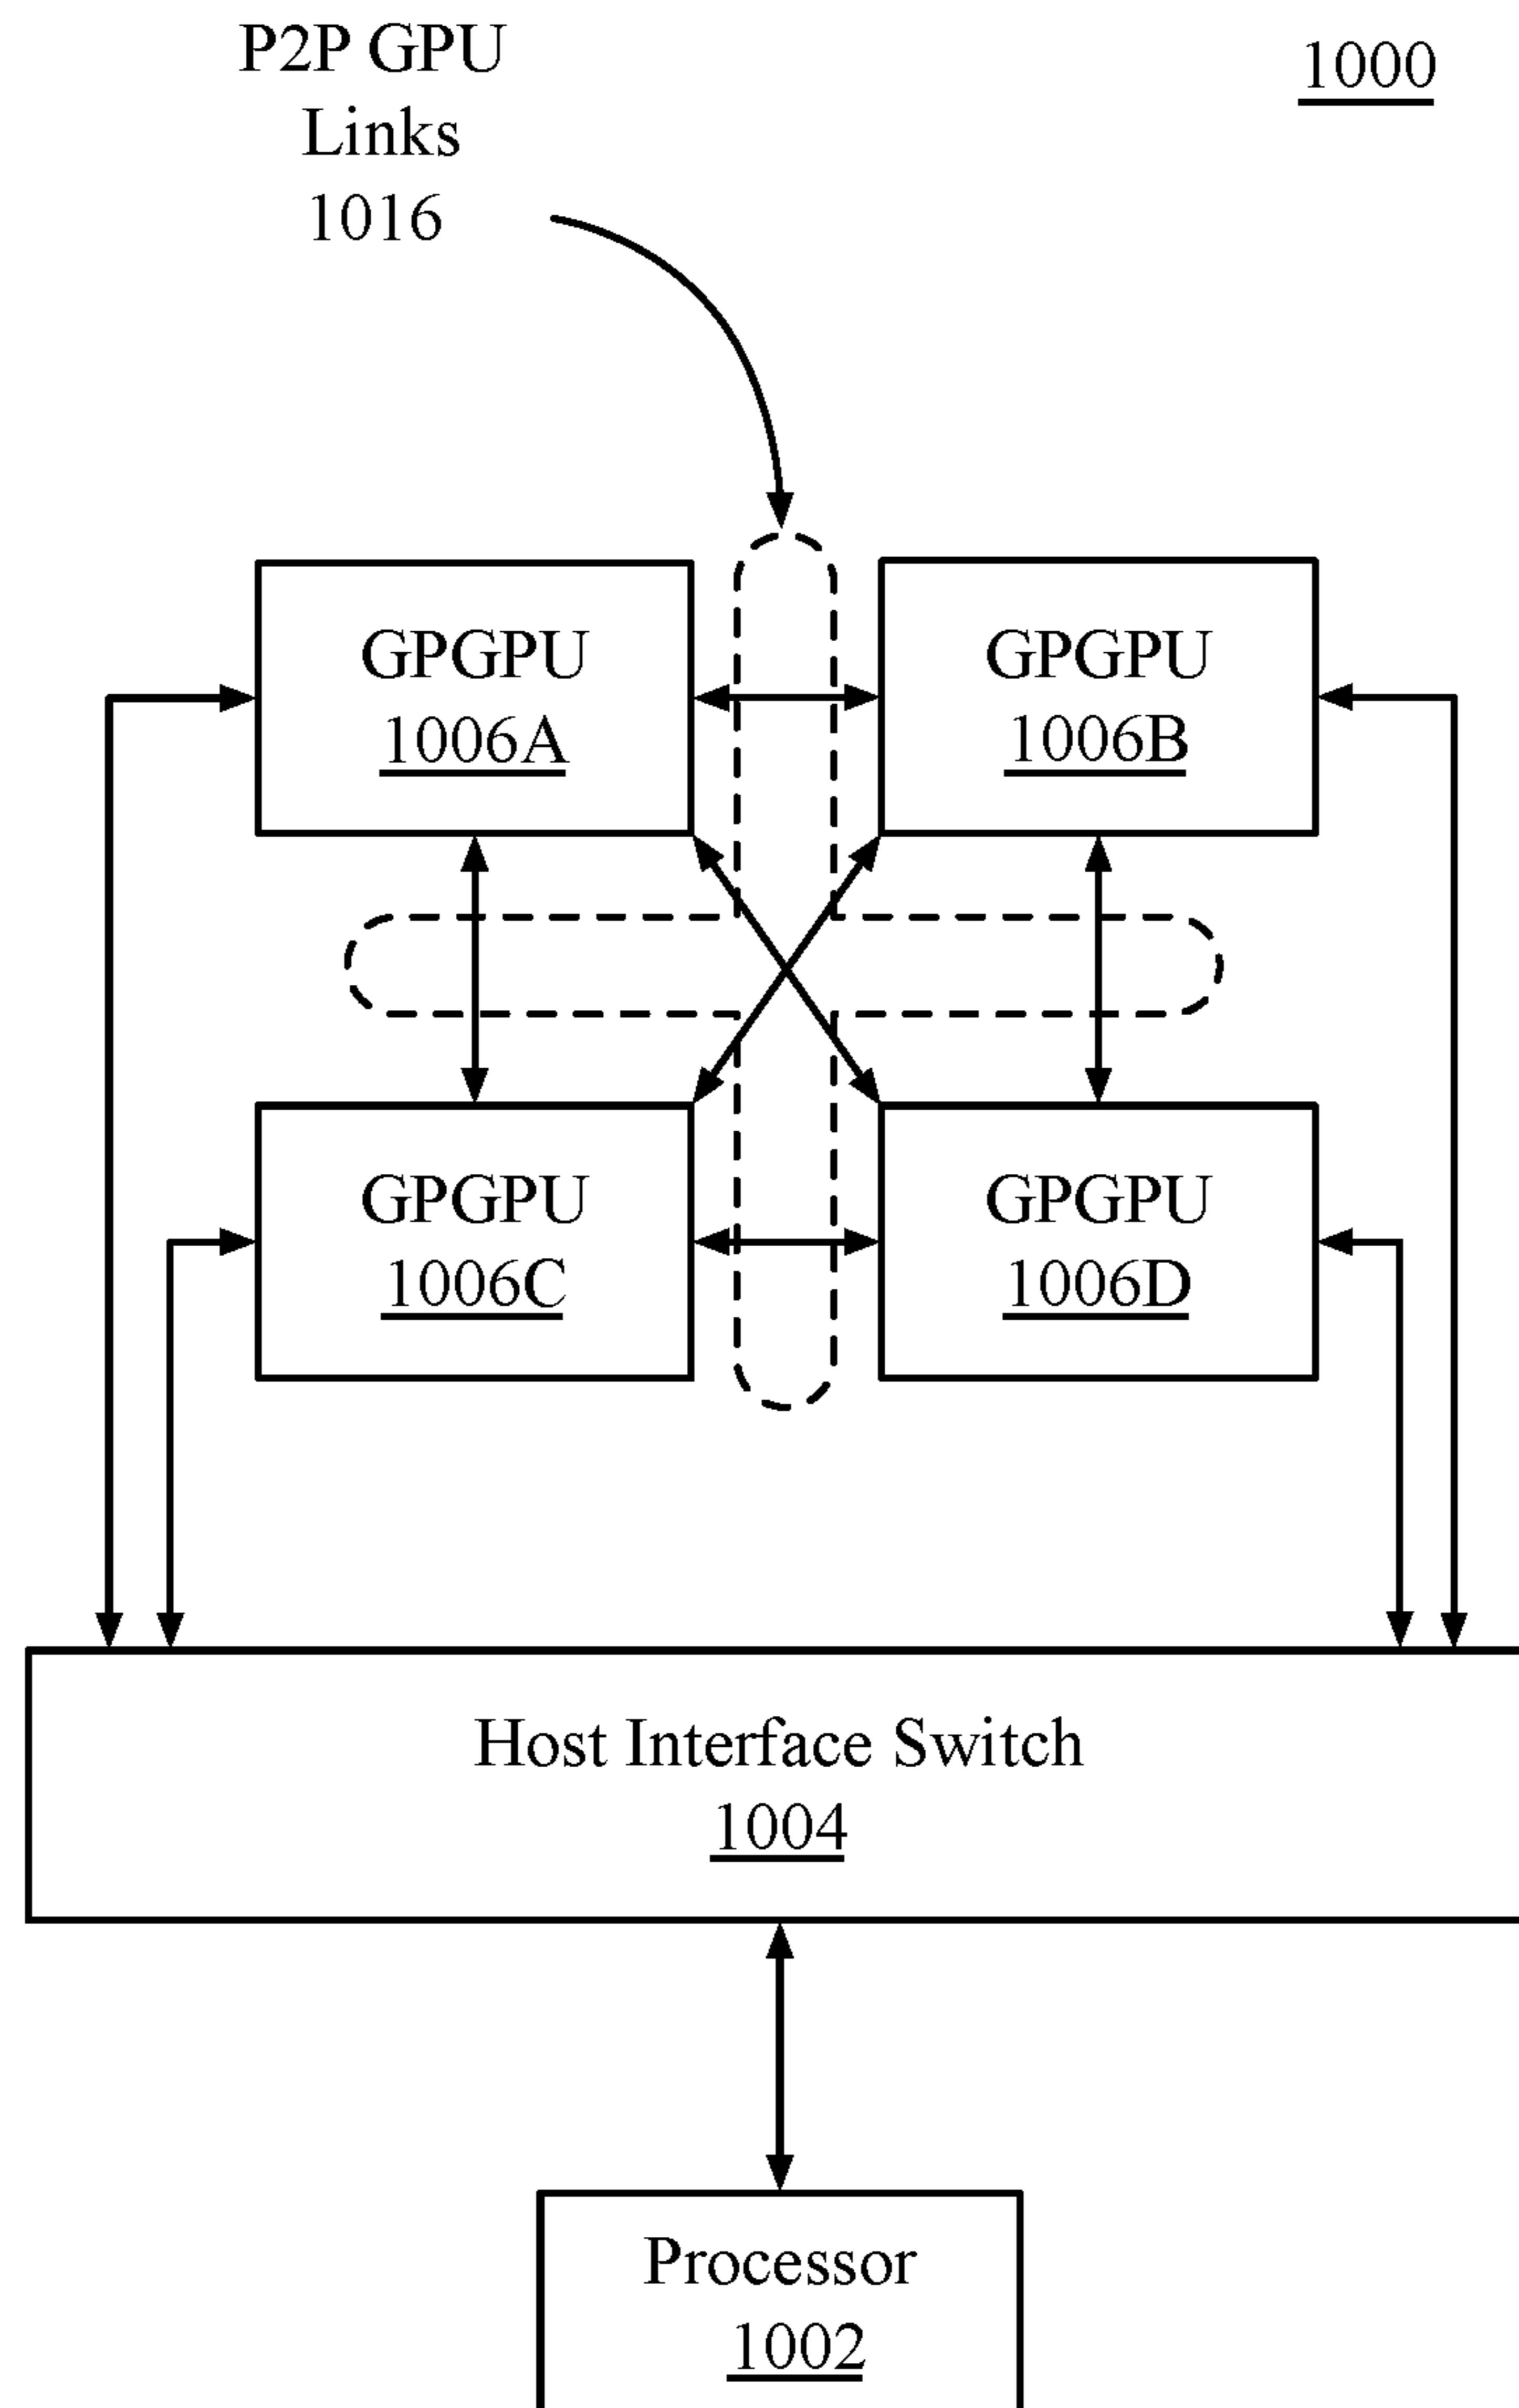 P2P GPU
Links
1016
1000
GPGPU
1006A
GPGPU
1006B
GPGPU
1006C
GPGPU
1006D
Host Interface Switch
1004
Processor
1002